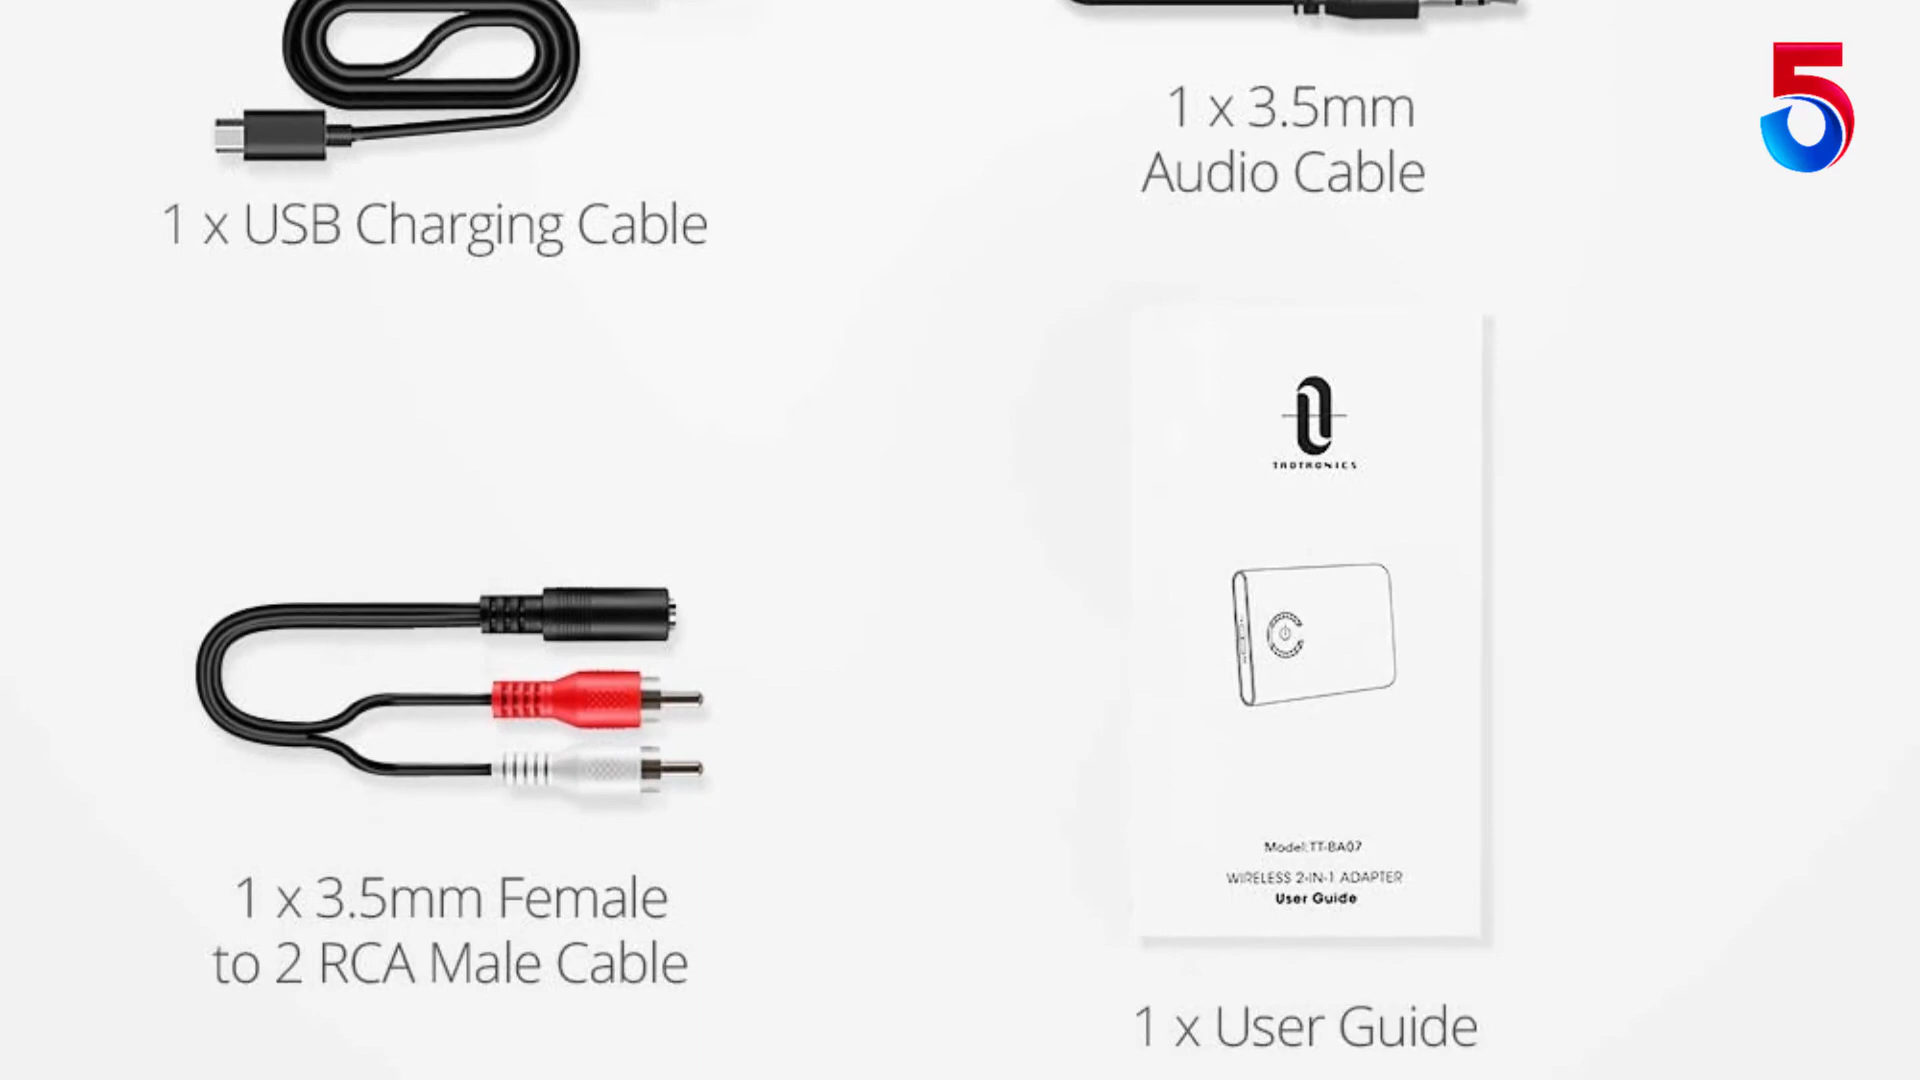 1 x USB Charging Cable
1 x 3.5mm
Audio Cable
5
TAOTRONICS
Model:TT-BA07
WIRELESS 2-IN-1 ADAPTER
User Guide
1 x 3.5mm Female
to 2 RCA Male Cable
1 x User Guide